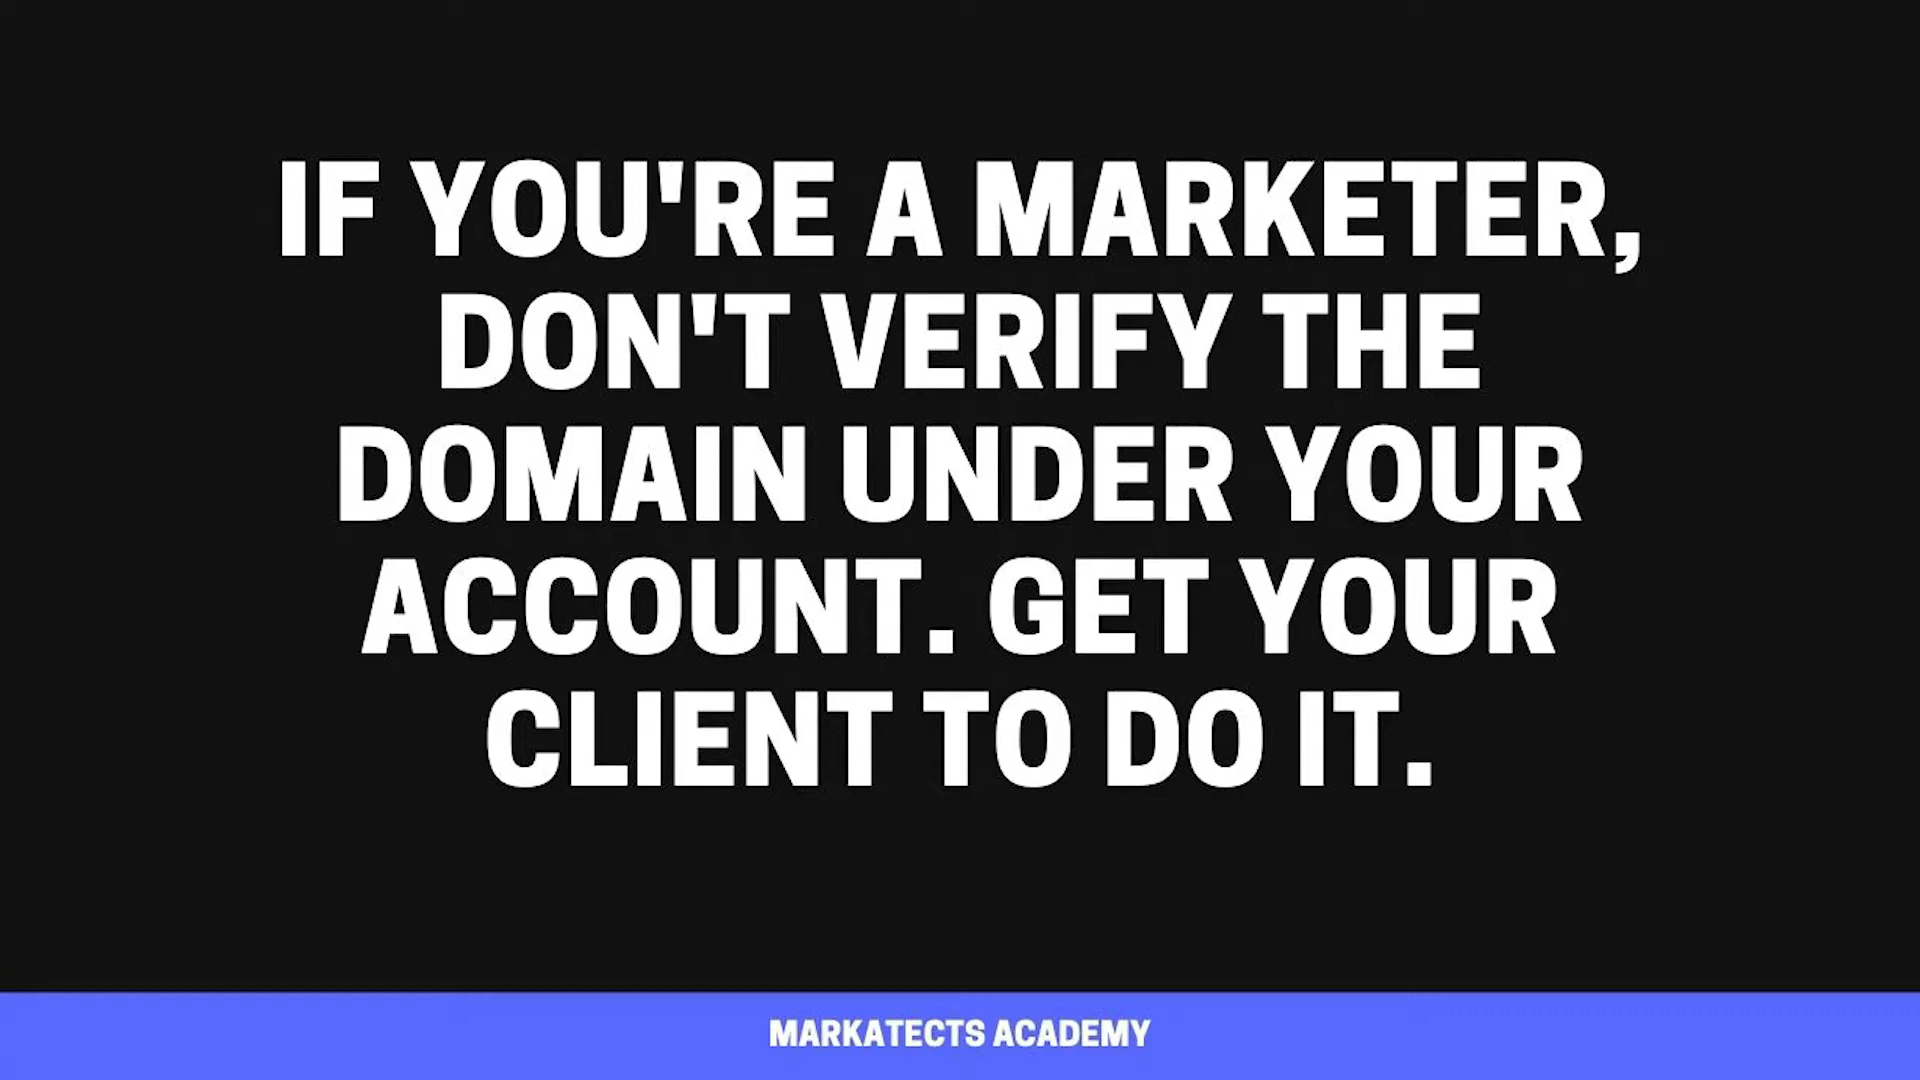 IF YOU'RE A MARKETER,
DON'T VERIFY THE
DOMAIN UNDER YOUR
ACCOUNT. GET YOUR
CLIENT TO DO IT.
MARKATECTS ACADEMY